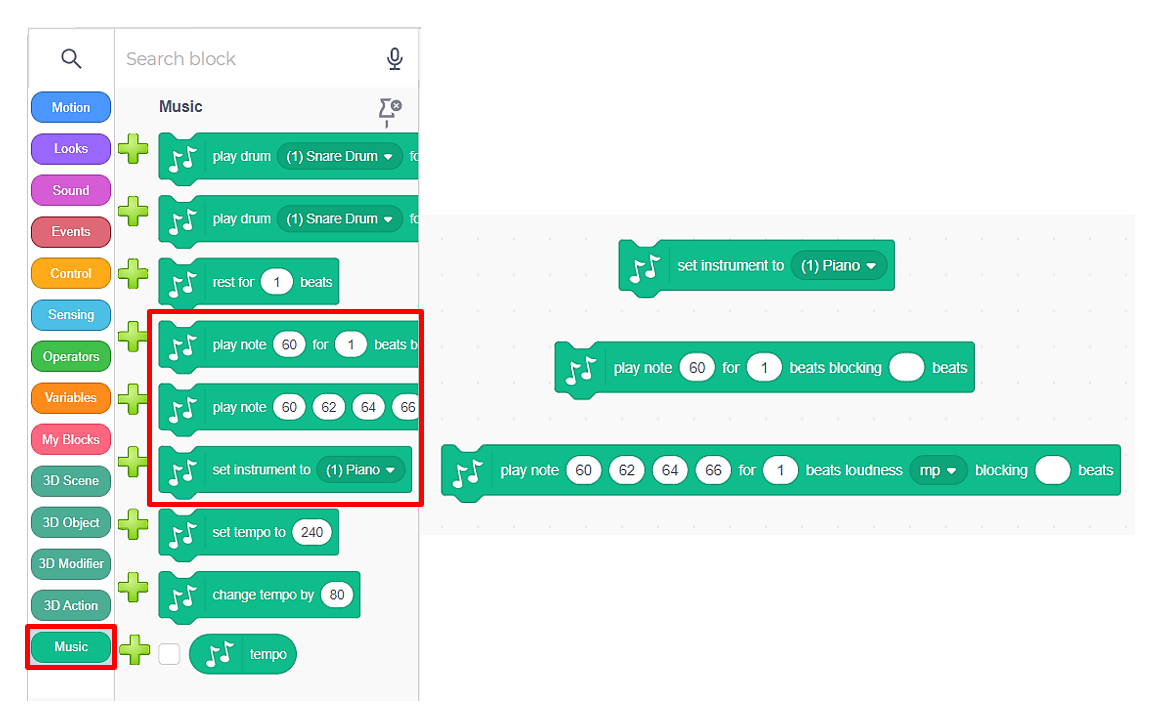 Search block
Motion
Looks
Sound
Events
Control
Sensing
Operators
Variables
My Blocks
3D Scene
3D Object
3D Modifier
3D Action
Music
Music
play drum (1) Snare Drum fo
play drum (1) Snare Drum fo
rest for 1 beats
play note 60 for 1 beats b
play note 60 62 64 66
set instrument to (1) Piano
set tempo to 240
change tempo by 80
tempo
set instrument to (1) Piano
play note 60 for 1 beats blocking beats
play note 60 62 64 66 for 1 beats loudness mp blocking beats